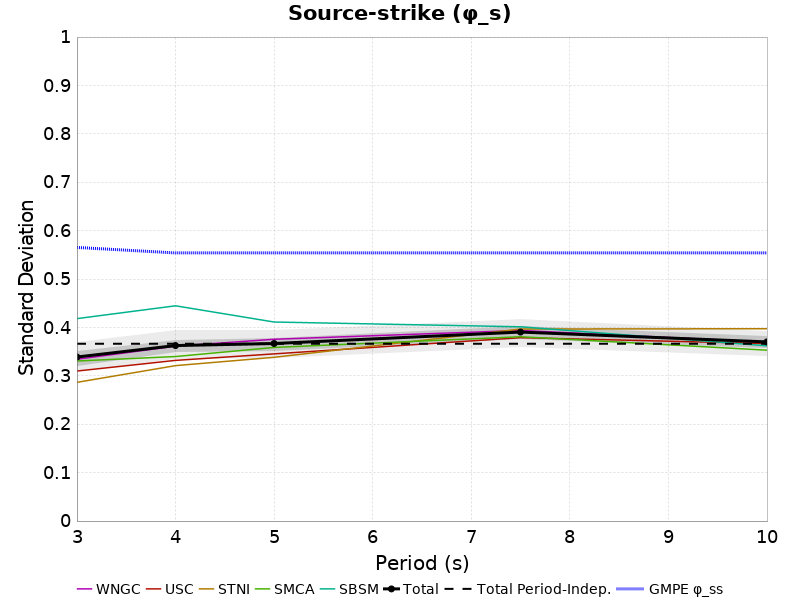 Source-strike (φ_s)
Standard Deviation
1
0.9
0.8
0.7
0.6
0.5
0.4
0.3
0.2
0.1
0
3 4 5 6 7 8 9 10
Period (s)
WNGC USC STNI SMCA SBSM Total Total Period-Indep. GMPE φ_ss